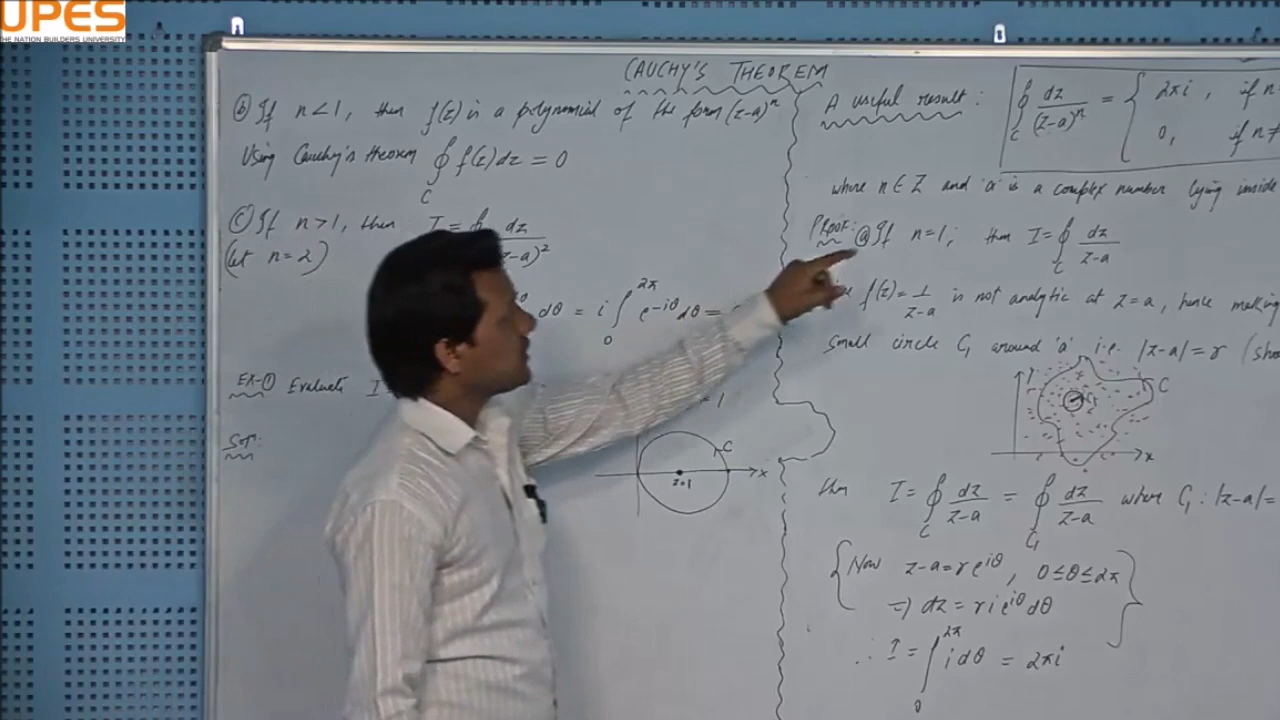 UPES
THE NATION BUILDERS UNIVERSITY
CAUCHY'S THEOREM
ⓑ If n<1, then f(z) is a polynomial of the form (z-a)^n
Using Cauchy's theorem ∮_C f(z)dz = 0
ⓒ If n>1, then I = ∮ dz/(z-a)^2
(let n=2)
dθ = i ∫_0^{2π} e^{-iθ} dθ =
Ex-① Evaluate I
= 1
Sol^n:
C
z=1
x
A useful result: ∮_C dz/(z-a)^n = { 2πi, if n
0, if n≠
where n∈Z and 'a' is a complex number lying inside
Proof: ⓐ If n=1, then I = ∮_C dz/(z-a)
f(z) = 1/(z-a) is not analytic at z=a, hence making
small circle C₁ around 'a' i.e. |z-a|=r (
Y
C
x
then I = ∮_C dz/(z-a) = ∮_{C₁} dz/(z-a) where C₁: |z-a|=
{Now z-a=re^{iθ}, 0≤θ≤2π
⇒ dz = rie^{iθ}dθ}
∴ I = ∫_0^{2π} i dθ = 2πi